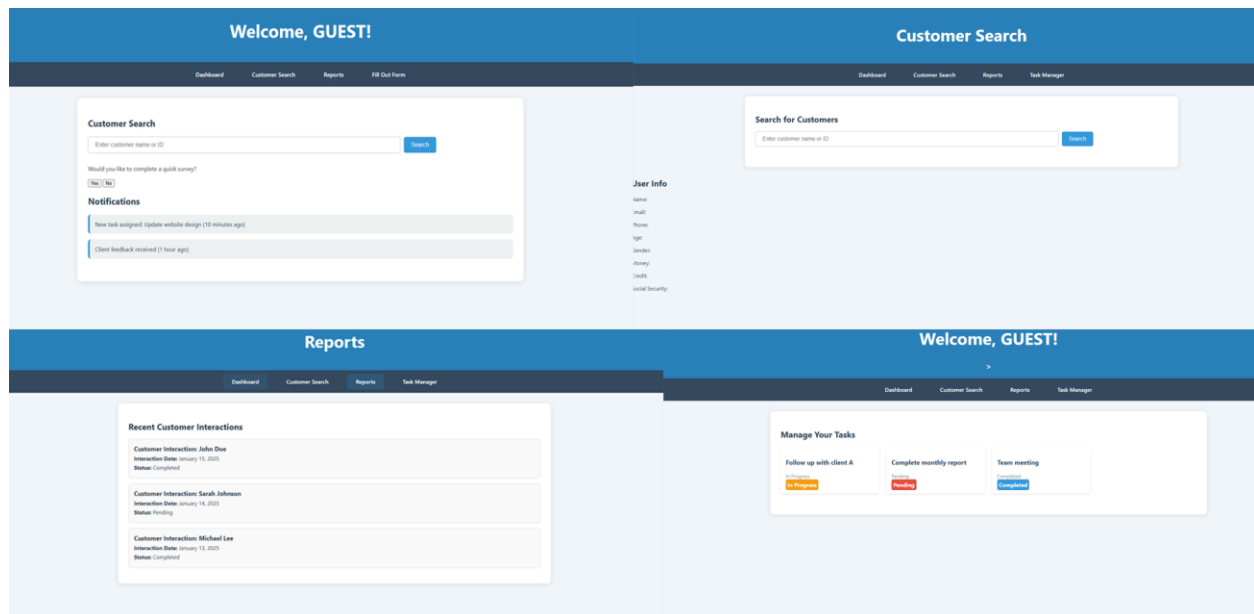 Welcome, GUEST!
Dashboard Customer Search Reports Fill Out Form
Customer Search
Enter customer name or ID Search
Would you like to complete a quick survey?
Yes No
Notifications
New task assigned: Update website design (10 minutes ago)
Client feedback received (1 hour ago)
Customer Search
Dashboard Customer Search Reports Task Manager
Search for Customers
Enter customer name or ID Search
User Info
Name:
Email:
Phone:
Age:
Gender:
Money:
Credit:
Social Security:
Reports
Dashboard Customer Search Reports Task Manager
Recent Customer Interactions
Customer Interaction: John Doe
Interaction Date: January 15, 2025
Status: Completed
Customer Interaction: Sarah Johnson
Interaction Date: January 14, 2025
Status: Pending
Customer Interaction: Michael Lee
Interaction Date: January 13, 2025
Status: Completed
Welcome, GUEST!
>
Dashboard Customer Search Reports Task Manager
Manage Your Tasks
Follow up with client A
In Progress
In Progress
Complete monthly report
Pending
Pending
Team meeting
Completed
Completed